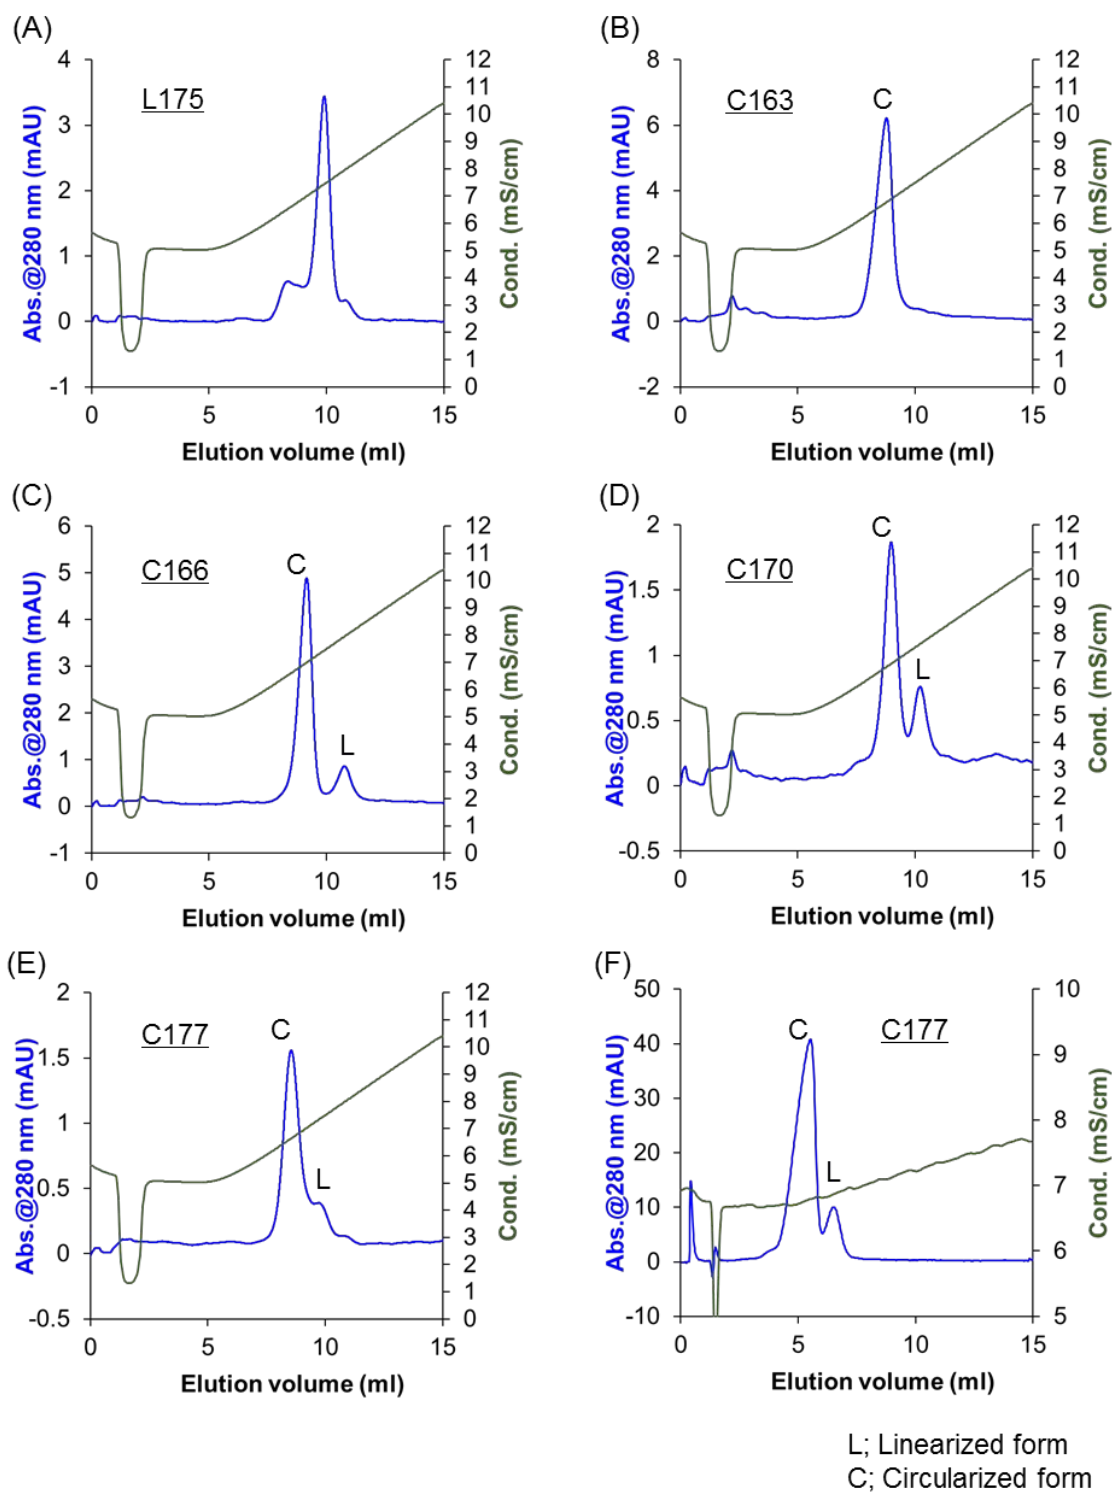 (A)
L175
4
3
2
1
0
-1
12
11
10
9
8
7
6
5
4
3
2
1
0
0 5 10 15
Abs.@280 nm (mAU)
Cond. (mS/cm)
Elution volume (ml)
(B)
C163
C
8
6
4
2
0
-2
12
11
10
9
8
7
6
5
4
3
2
1
0
0 5 10 15
Abs.@280 nm (mAU)
Cond. (mS/cm)
Elution volume (ml)
(C)
C166
C
L
6
5
4
3
2
1
0
-1
12
11
10
9
8
7
6
5
4
3
2
1
0
0 5 10 15
Abs.@280 nm (mAU)
Cond. (mS/cm)
Elution volume (ml)
(D)
C170
C
L
2
1.5
1
0.5
0
-0.5
12
11
10
9
8
7
6
5
4
3
2
1
0
0 5 10 15
Abs.@280 nm (mAU)
Cond. (mS/cm)
Elution volume (ml)
(E)
C177
C
L
2
1.5
1
0.5
0
-0.5
12
11
10
9
8
7
6
5
4
3
2
1
0
0 5 10 15
Abs.@280 nm (mAU)
Cond. (mS/cm)
Elution volume (ml)
(F)
C177
C
L
50
40
30
20
10
0
-10
10
9
8
7
6
5
0 5 10 15
Abs.@280 nm (mAU)
Cond. (mS/cm)
Elution volume (ml)
L; Linearized form
C; Circularized form